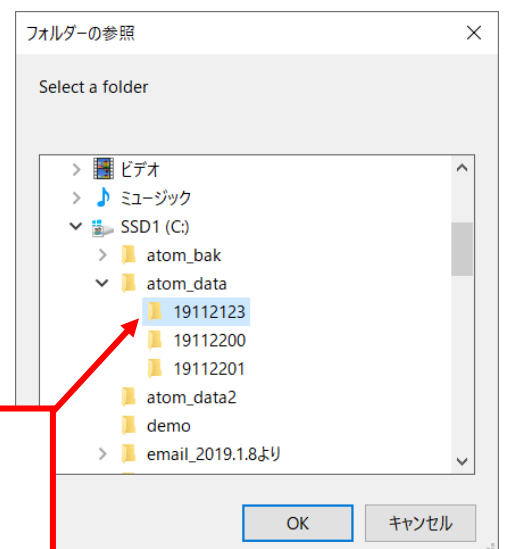 フォルダーの参照
Select a folder
ビデオ
ミュージック
SSD1 (C:)
atom_bak
atom_data
19112123
19112200
19112201
atom_data2
demo
email_2019.1.8より
OK
キャンセル